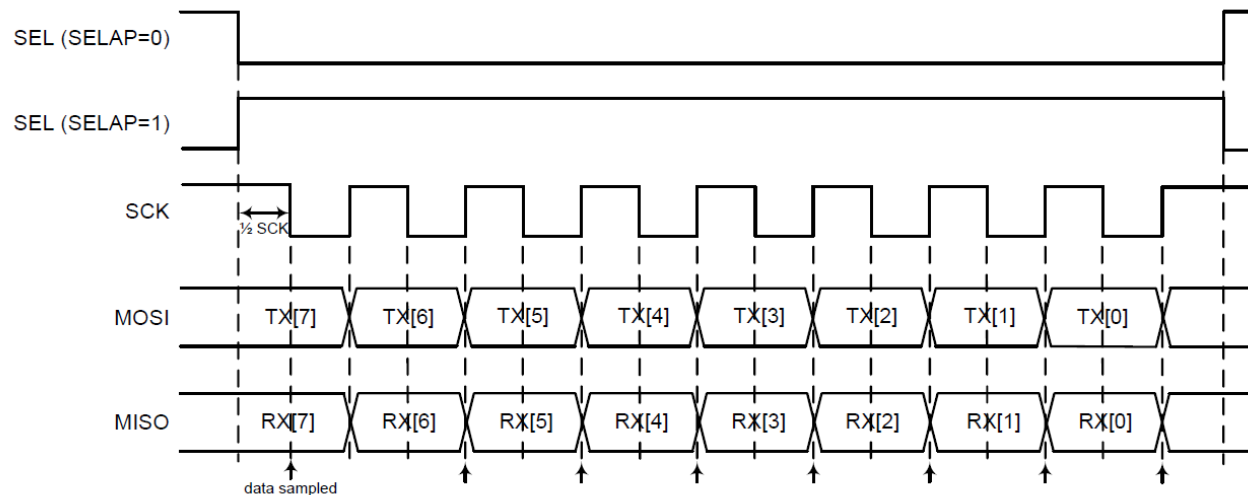 SEL (SELAP=0)
SEL (SELAP=1)
SCK
½ SCK
MOSI TX[7] TX[6] TX[5] TX[4] TX[3] TX[2] TX[1] TX[0]
MISO RX[7] RX[6] RX[5] RX[4] RX[3] RX[2] RX[1] RX[0]
data sampled